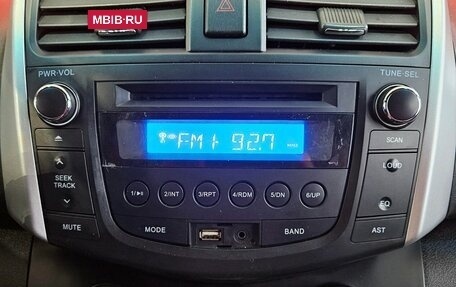 MBIB.RU
PWR•VOL
TUNE•SEL
FM1 92.7
SCAN
SEEK
TRACK
LOUD
1/▶II
2/INT
3/RPT
4/RDM
5/DN
6/UP
EQ
MUTE
MODE
BAND
AST